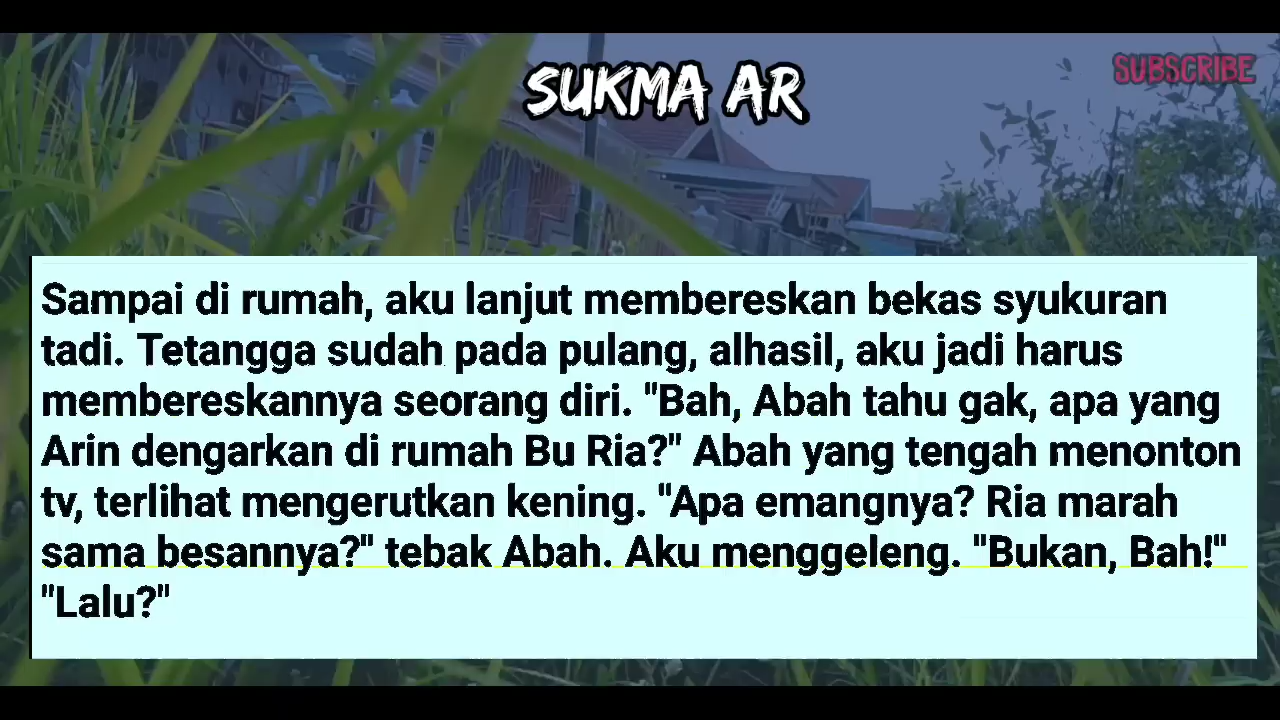 SUKMA AR
SUBSCRIBE
Sampai di rumah, aku lanjut membereskan bekas syukuran
tadi. Tetangga sudah pada pulang, alhasil, aku jadi harus
membereskannya seorang diri. "Bah, Abah tahu gak, apa yang
Arin dengarkan di rumah Bu Ria?" Abah yang tengah menonton
tv, terlihat mengerutkan kening. "Apa emangnya? Ria marah
sama besannya?" tebak Abah. Aku menggeleng. "Bukan, Bah!"
"Lalu?"